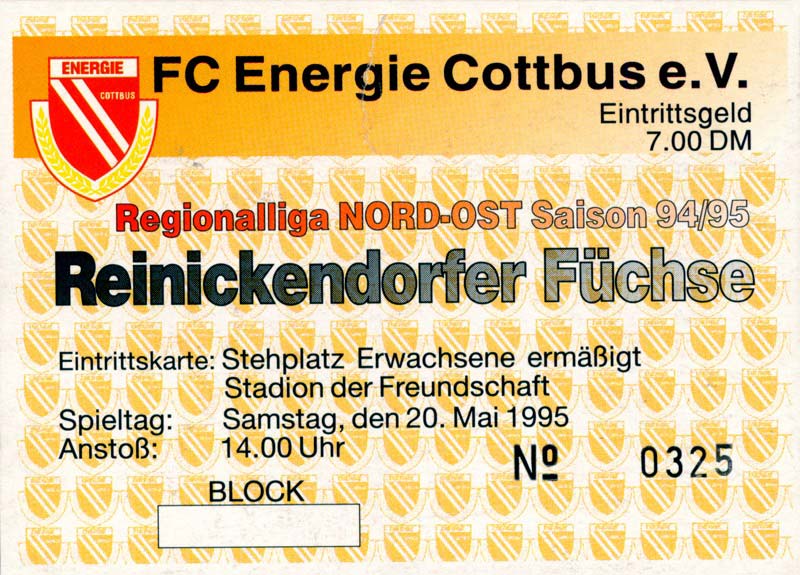 ENERGIE
COTTBUS
FC Energie Cottbus e.V.
Eintrittsgeld
7.00 DM
Regionalliga NORD-OST Saison 94/95
Reinickendorfer Füchse
Eintrittskarte: Stehplatz Erwachsene ermäßigt
Stadion der Freundschaft
Spieltag: Samstag, den 20. Mai 1995
Anstoß: 14.00 Uhr
Nº 0325
BLOCK